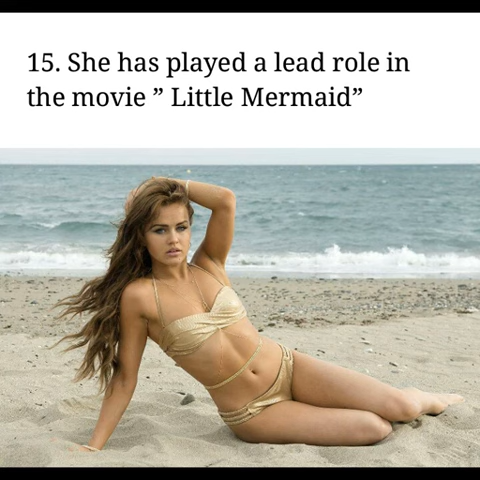 15. She has played a lead role in
the movie ” Little Mermaid”